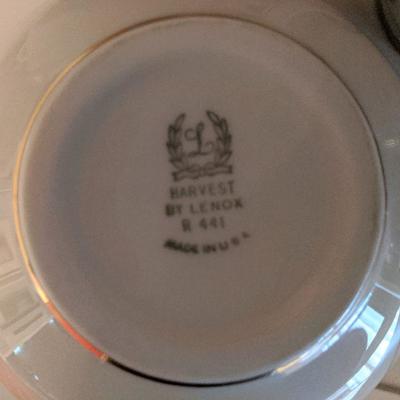 L
HARVEST
BY LENOX
R 441
MADE IN U S A